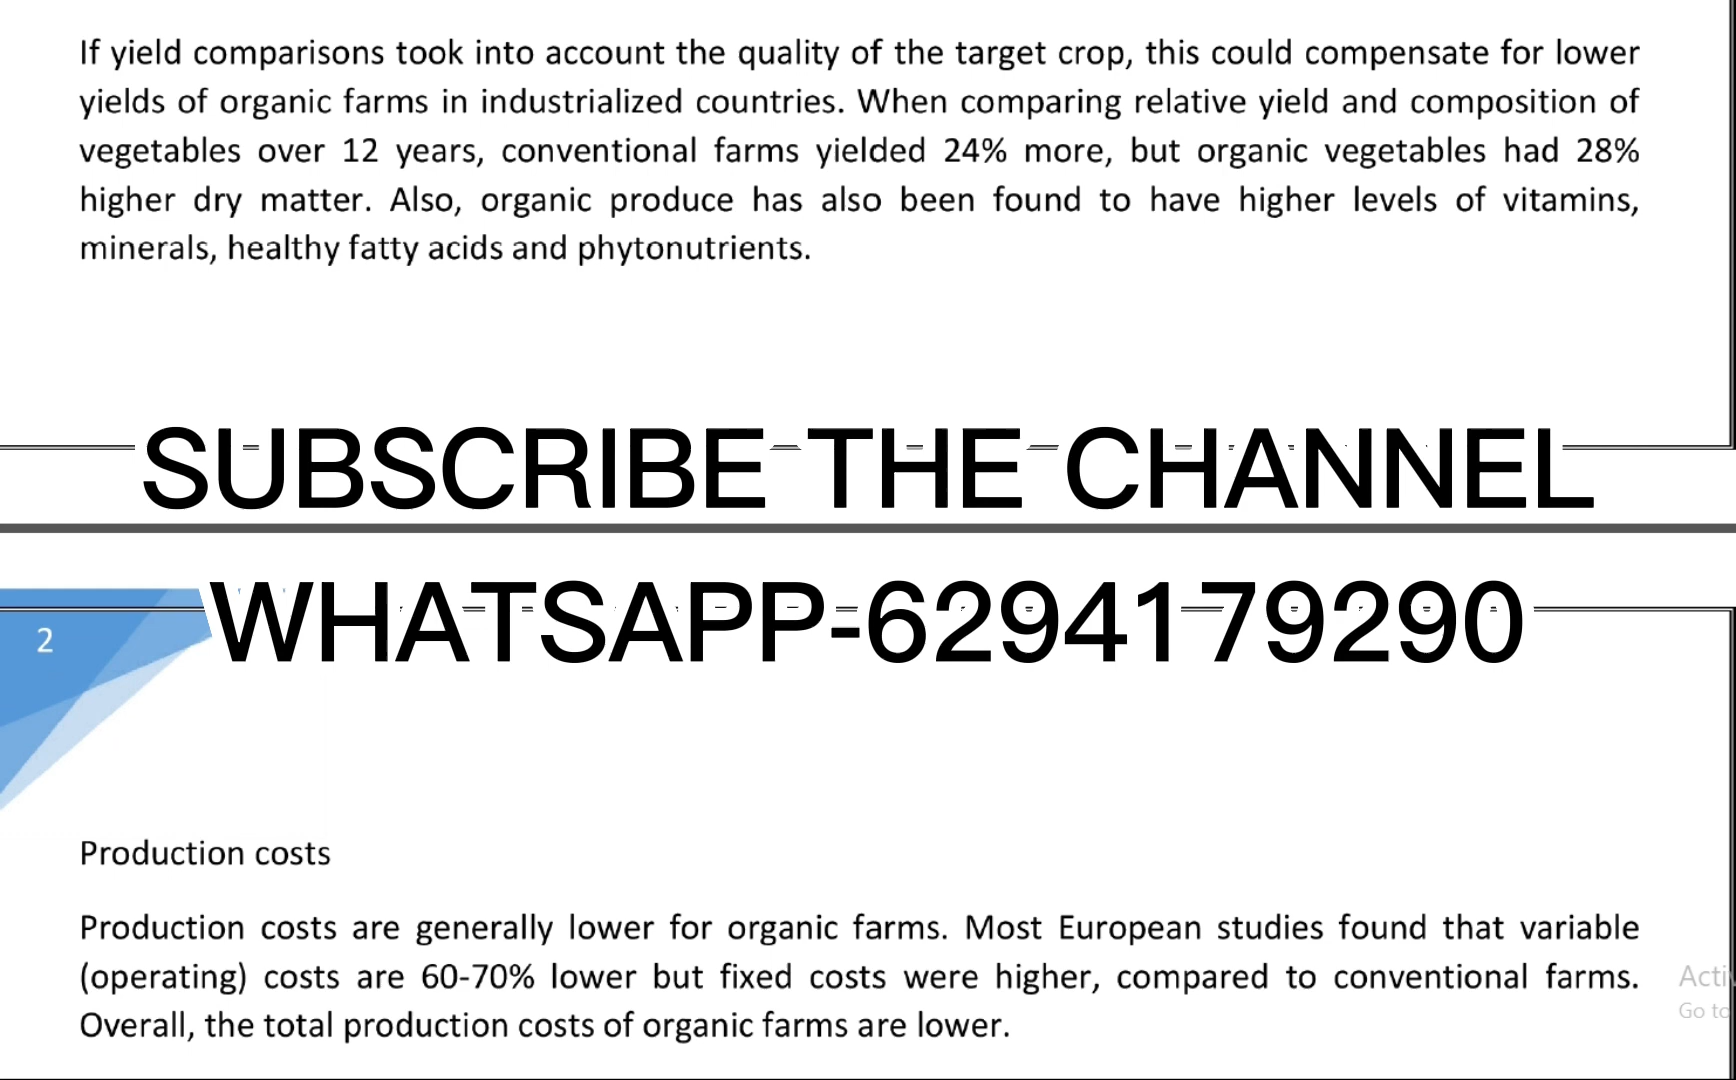 If yield comparisons took into account the quality of the target crop, this could compensate for lower
yields of organic farms in industrialized countries. When comparing relative yield and composition of
vegetables over 12 years, conventional farms yielded 24% more, but organic vegetables had 28%
higher dry matter. Also, organic produce has also been found to have higher levels of vitamins,
minerals, healthy fatty acids and phytonutrients.
SUBSCRIBE THE CHANNEL
WHATSAPP-6294179290
2
Production costs
Production costs are generally lower for organic farms. Most European studies found that variable
(operating) costs are 60-70% lower but fixed costs were higher, compared to conventional farms.
Overall, the total production costs of organic farms are lower.
Go to